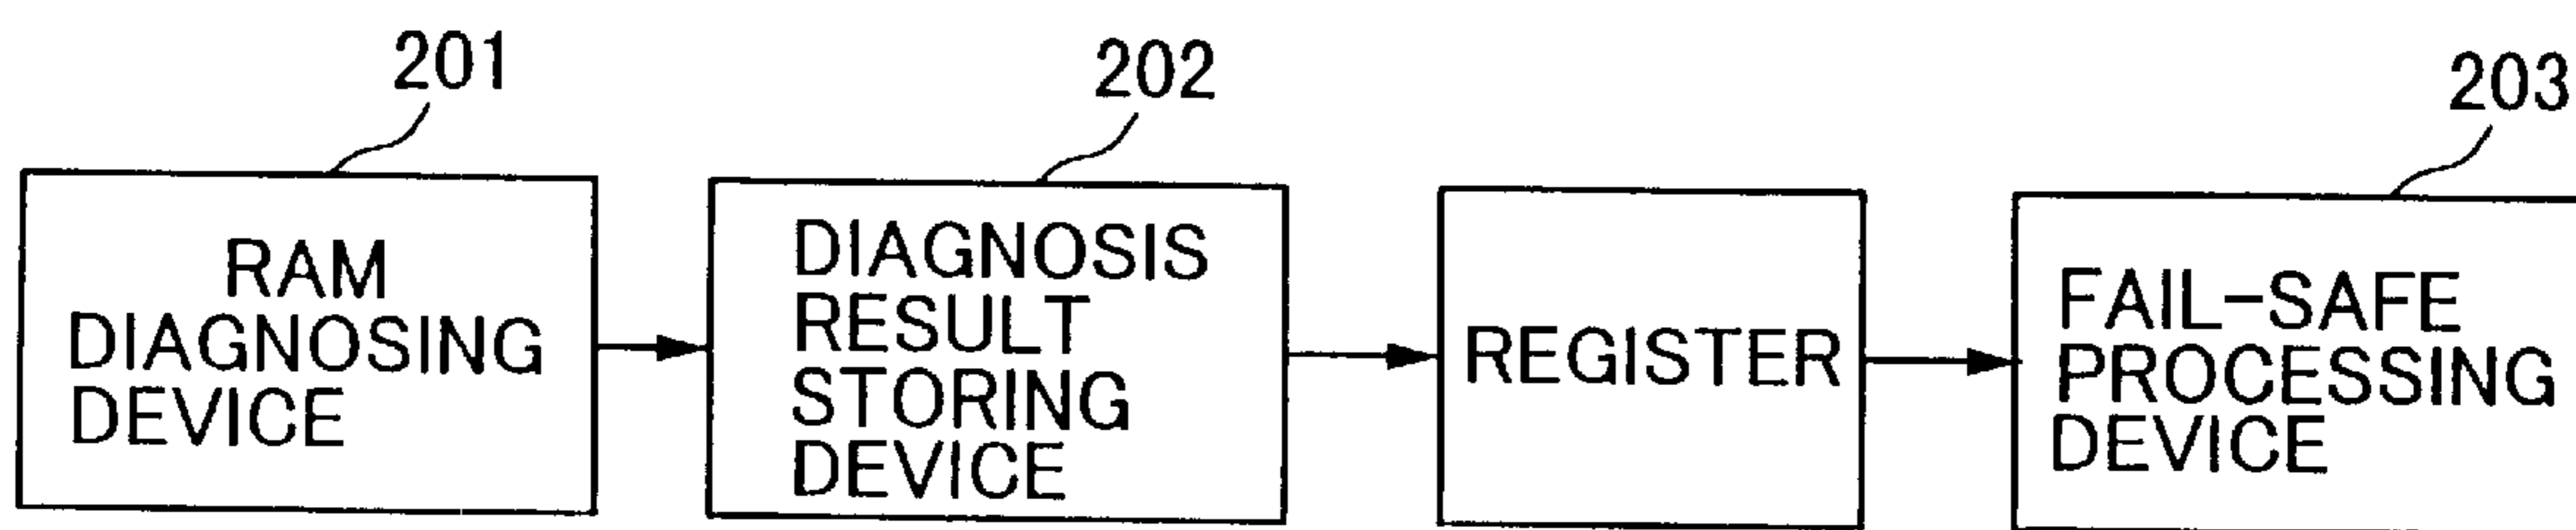 201
202
203
RAM
DIAGNOSING
DEVICE
DIAGNOSIS
RESULT
STORING
DEVICE
REGISTER
FAIL-SAFE
PROCESSING
DEVICE